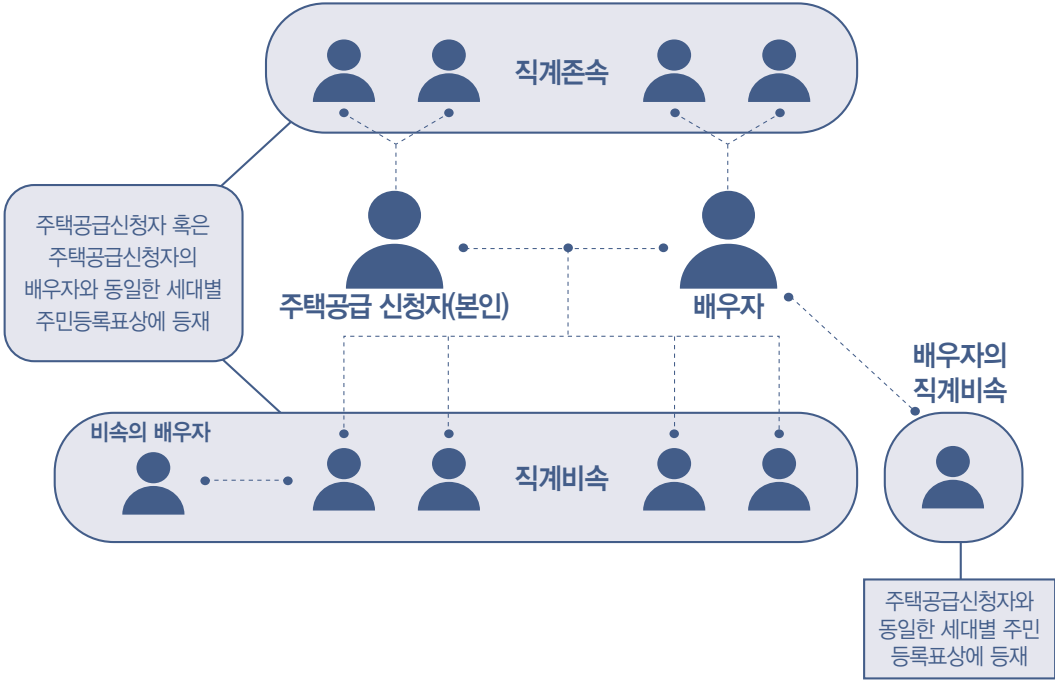 직계존속
주택공급신청자 혹은
주택공급신청자의
배우자와 동일한 세대별
주민등록표상에 등재
주택공급 신청자(본인)
배우자
배우자의
직계비속
비속의 배우자
직계비속
주택공급신청자와
동일한 세대별 주민
등록표상에 등재